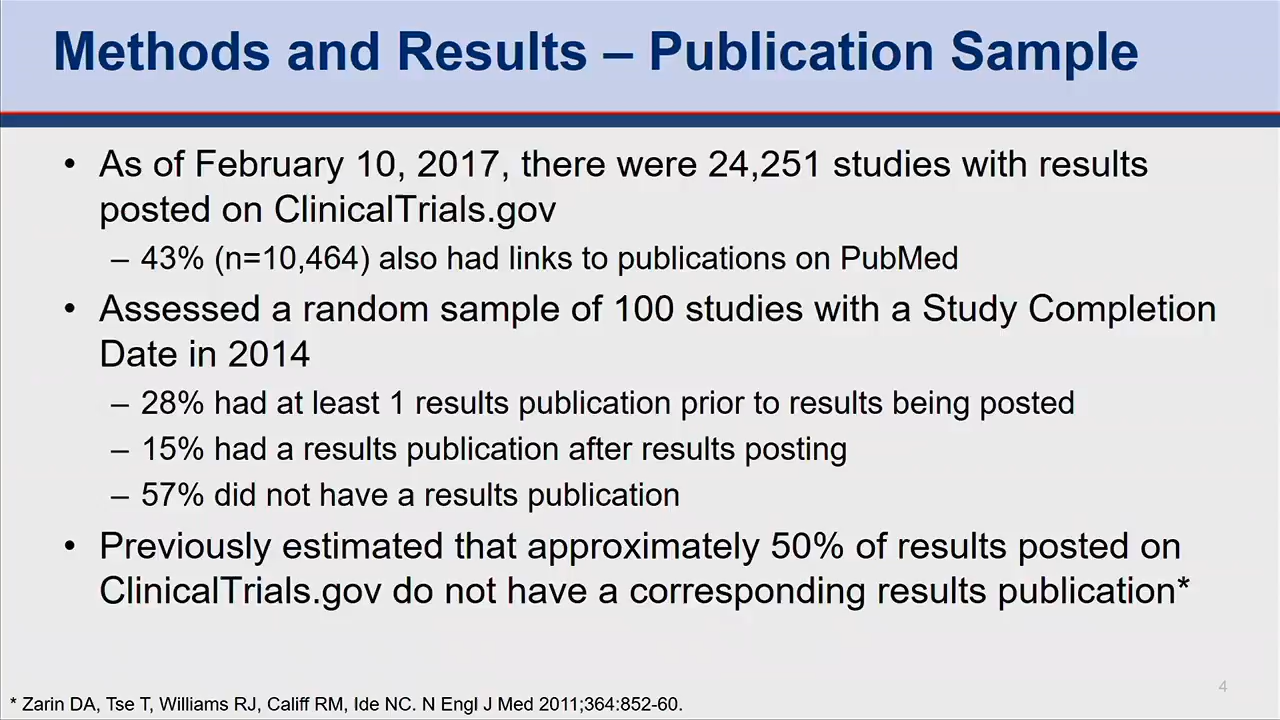 Methods and Results – Publication Sample
• As of February 10, 2017, there were 24,251 studies with results
posted on ClinicalTrials.gov
– 43% (n=10,464) also had links to publications on PubMed
• Assessed a random sample of 100 studies with a Study Completion
Date in 2014
– 28% had at least 1 results publication prior to results being posted
– 15% had a results publication after results posting
– 57% did not have a results publication
• Previously estimated that approximately 50% of results posted on
ClinicalTrials.gov do not have a corresponding results publication*
4
* Zarin DA, Tse T, Williams RJ, Califf RM, Ide NC. N Engl J Med 2011;364:852-60.